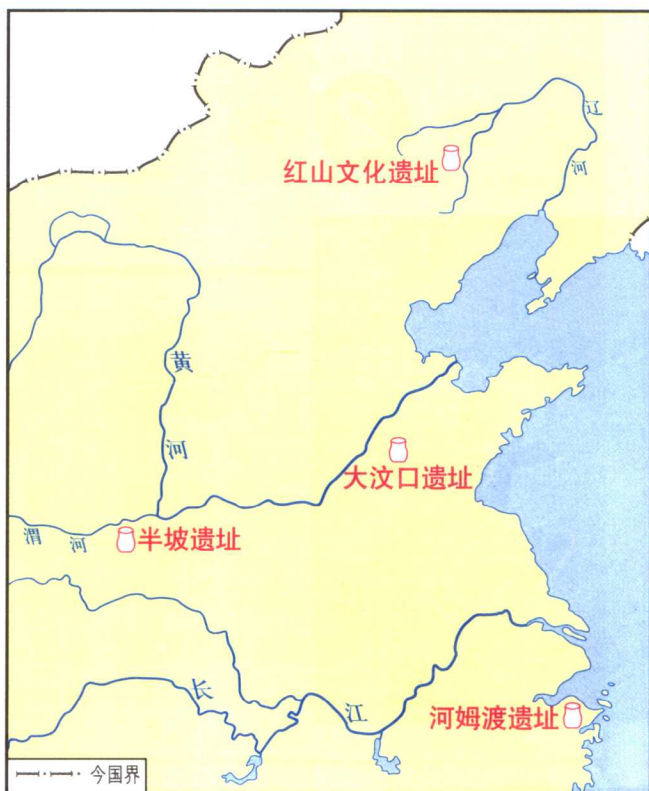 辽河
红山文化遗址
黄河
大汶口遗址
渭河
半坡遗址
长江
河姆渡遗址
今国界